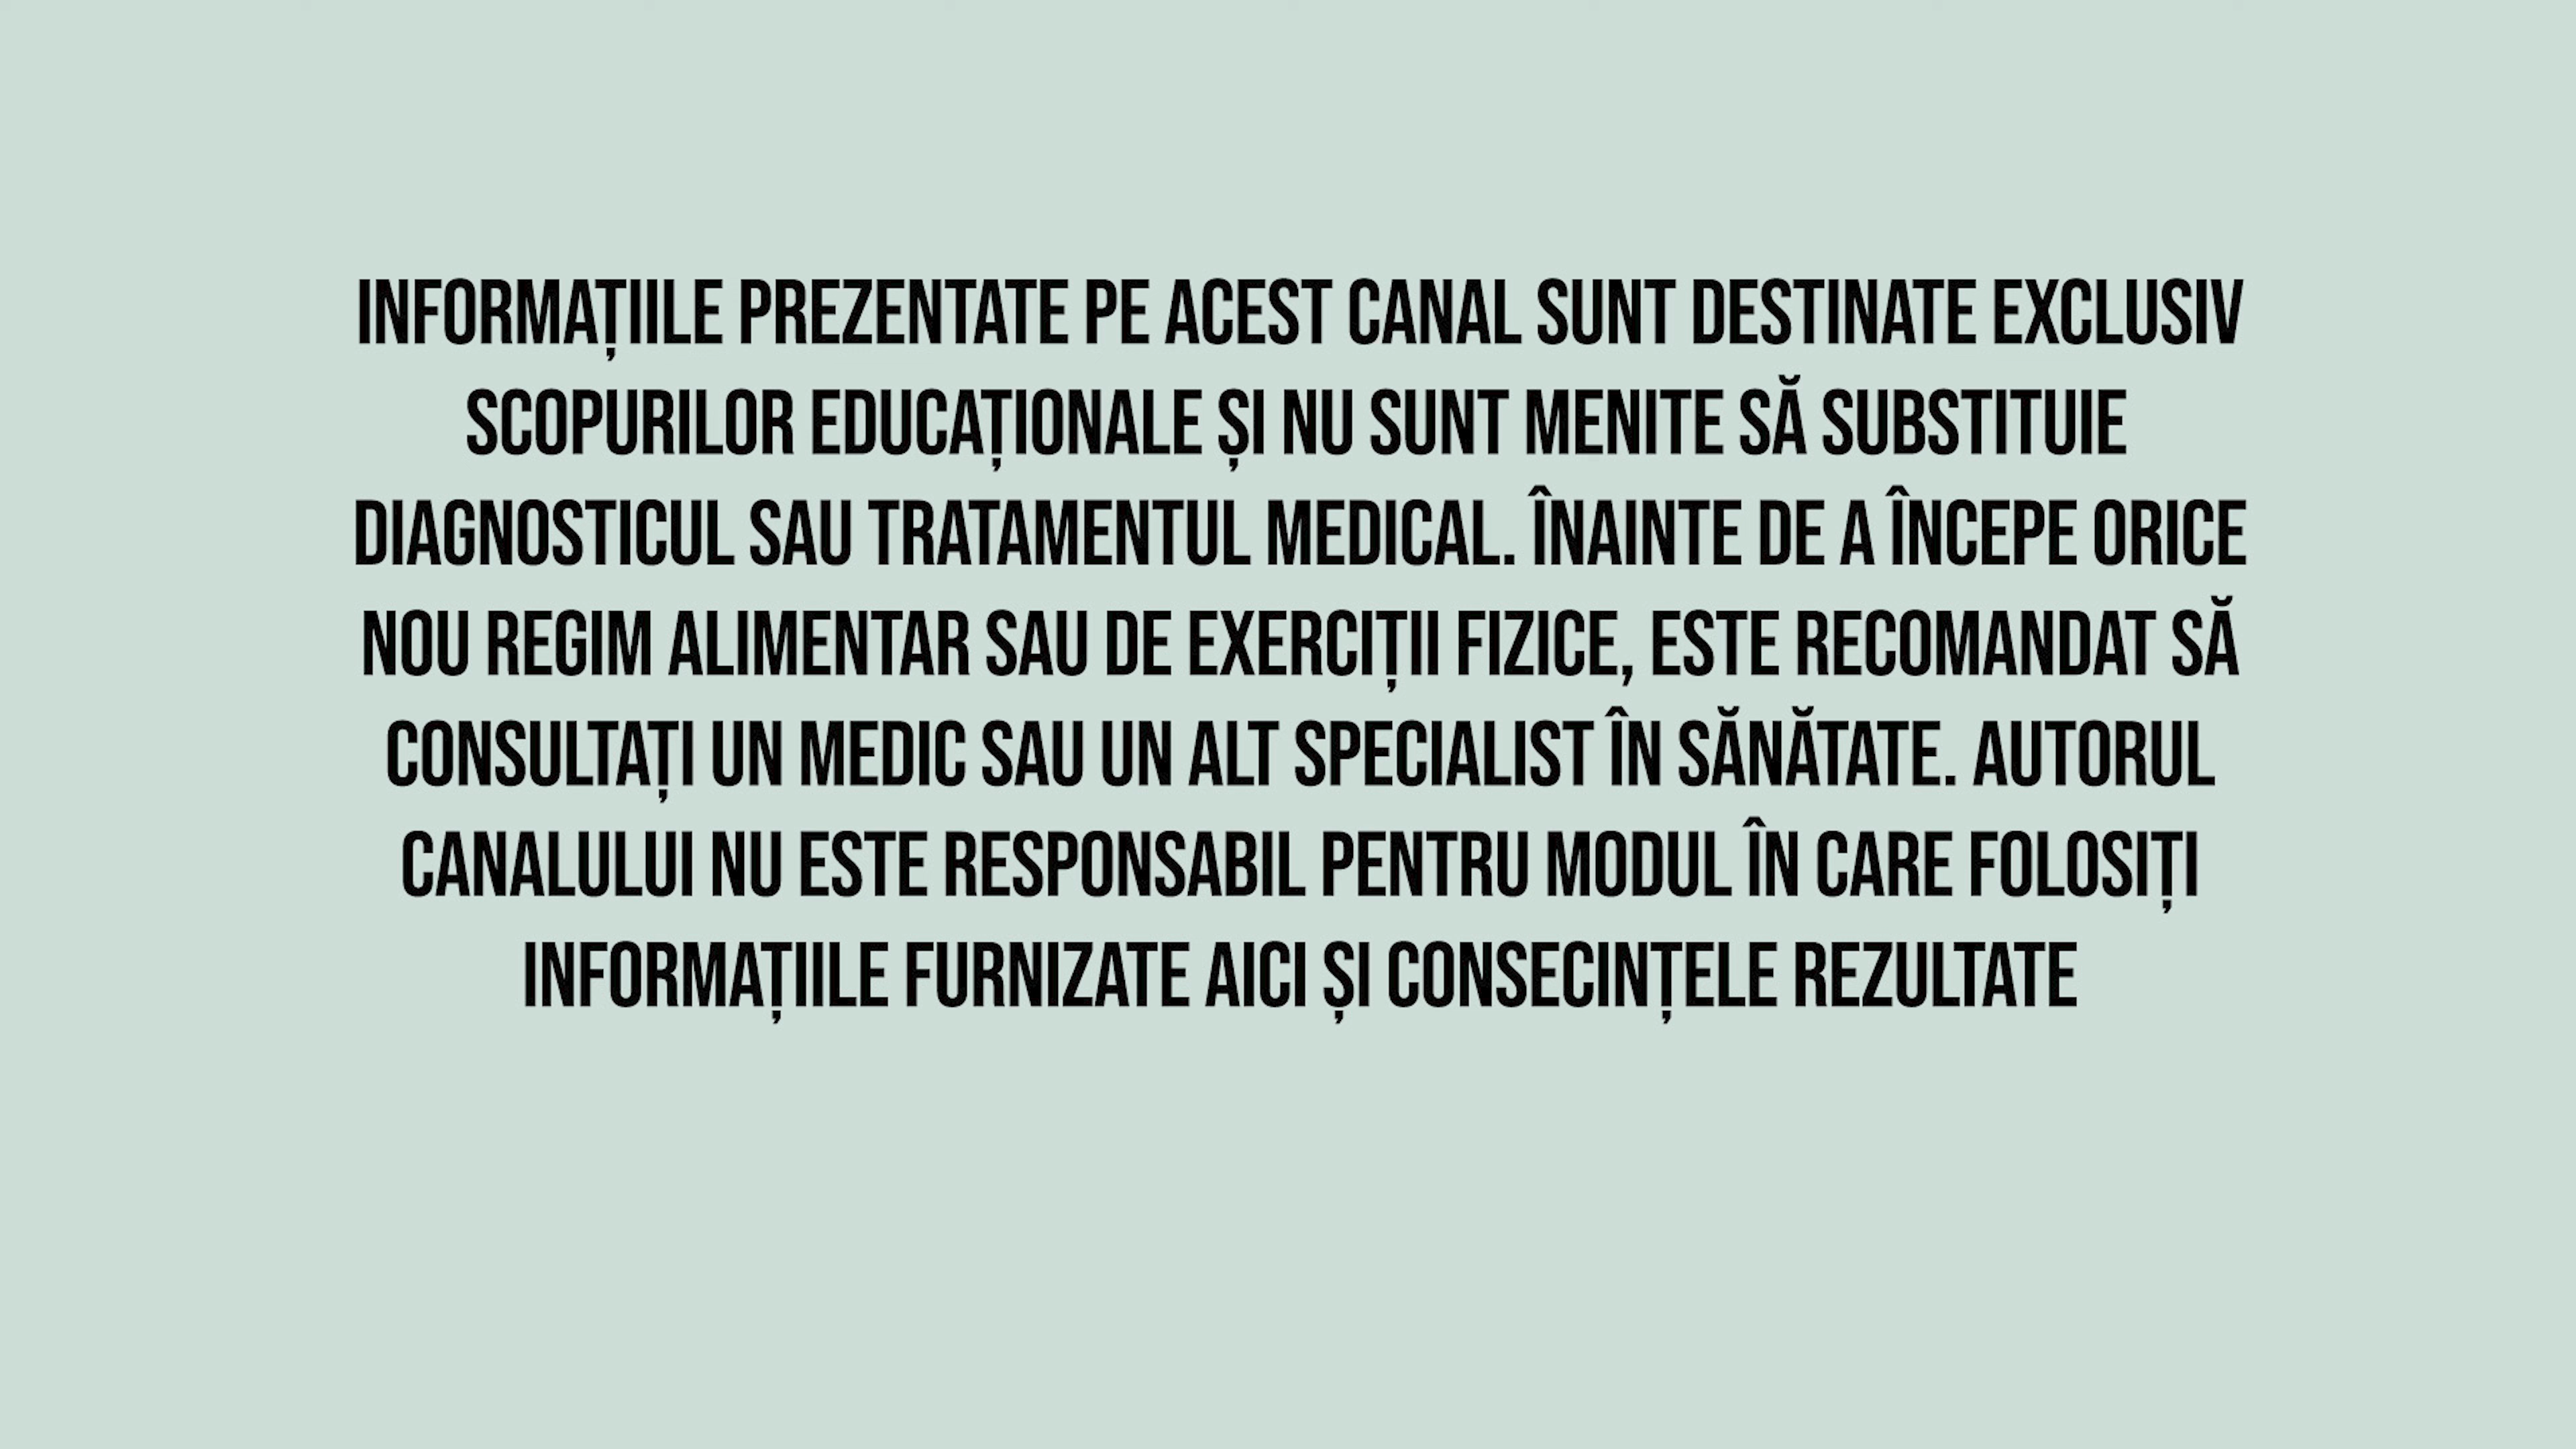 INFORMAȚIILE PREZENTATE PE ACEST CANAL SUNT DESTINATE EXCLUSIV
SCOPURILOR EDUCAȚIONALE ȘI NU SUNT MENITE SĂ SUBSTITUIE
DIAGNOSTICUL SAU TRATAMENTUL MEDICAL. ÎNAINTE DE A ÎNCEPE ORICE
NOU REGIM ALIMENTAR SAU DE EXERCIȚII FIZICE, ESTE RECOMANDAT SĂ
CONSULTAȚI UN MEDIC SAU UN ALT SPECIALIST ÎN SĂNĂTATE. AUTORUL
CANALULUI NU ESTE RESPONSABIL PENTRU MODUL ÎN CARE FOLOSIȚI
INFORMAȚIILE FURNIZATE AICI ȘI CONSECINȚELE REZULTATE